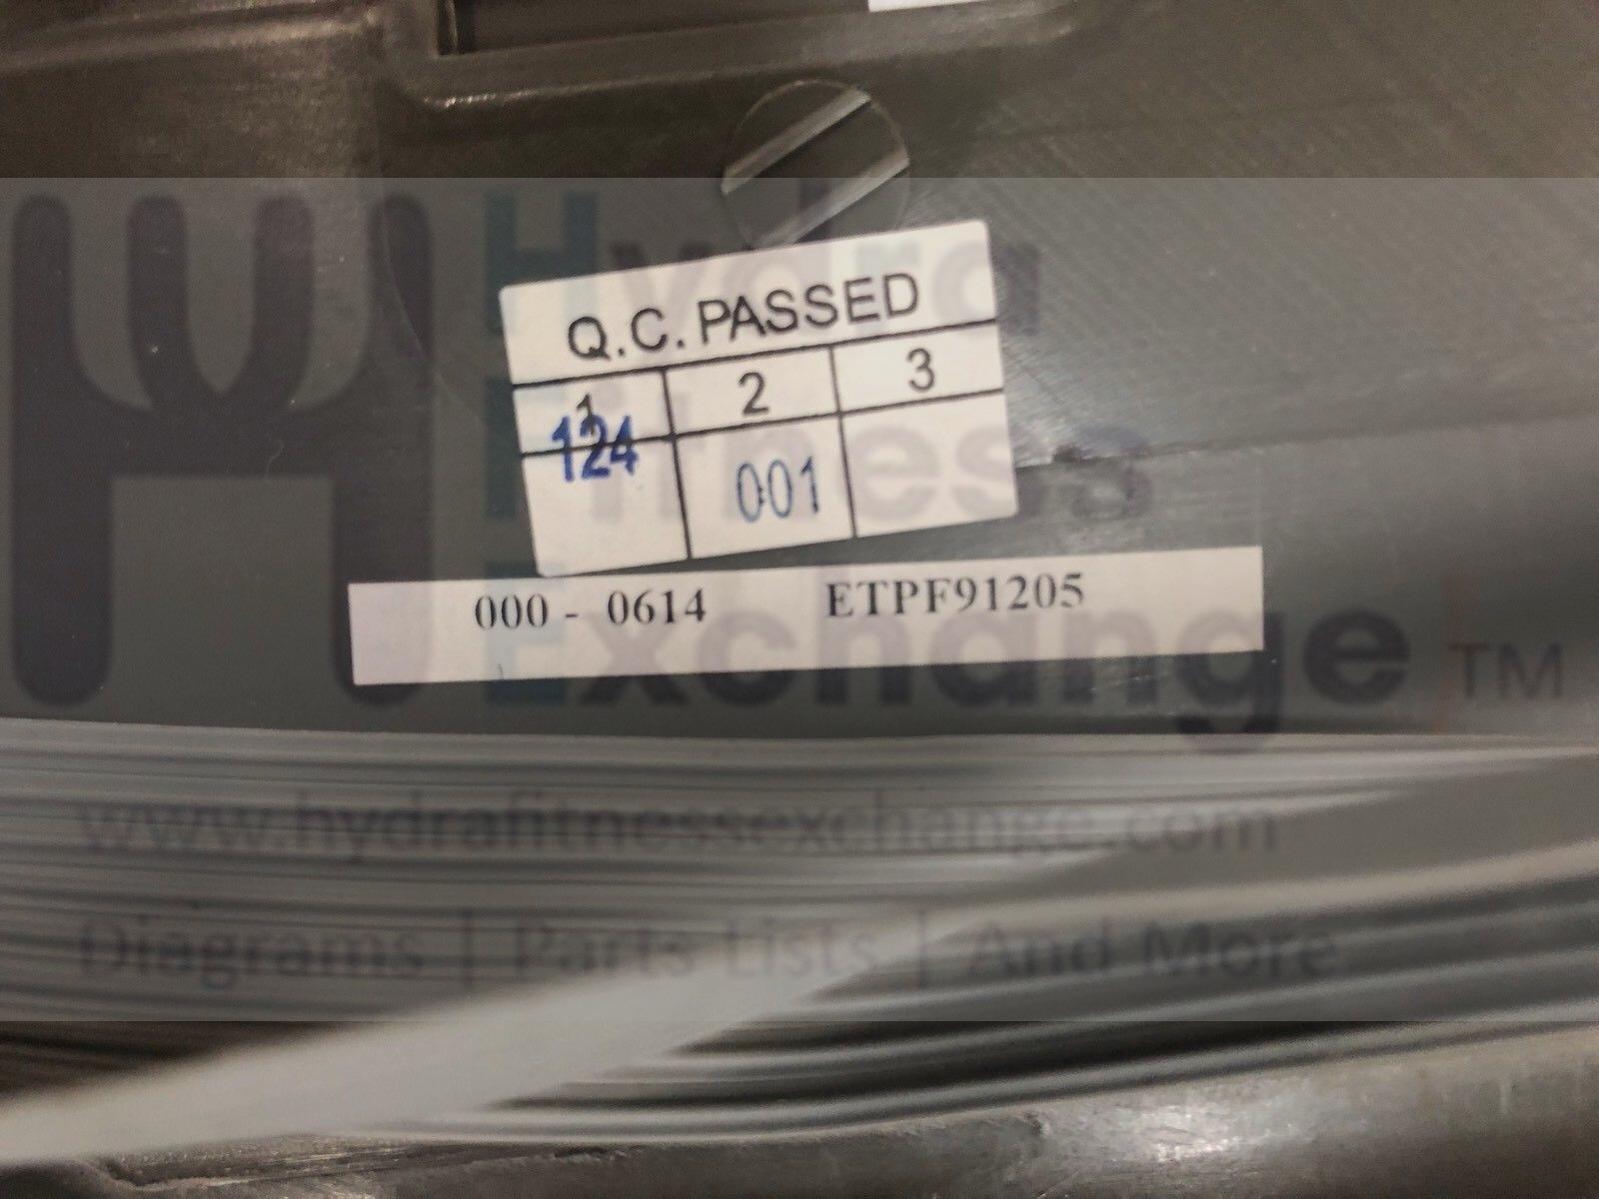 Hydra
Q.C. PASSED
1 2 3
Fitness
124 001
000 - 0614 ETPF91205
Exchange TM
www.hydrafitnessexchange.com
Diagrams | Parts Lists | And More